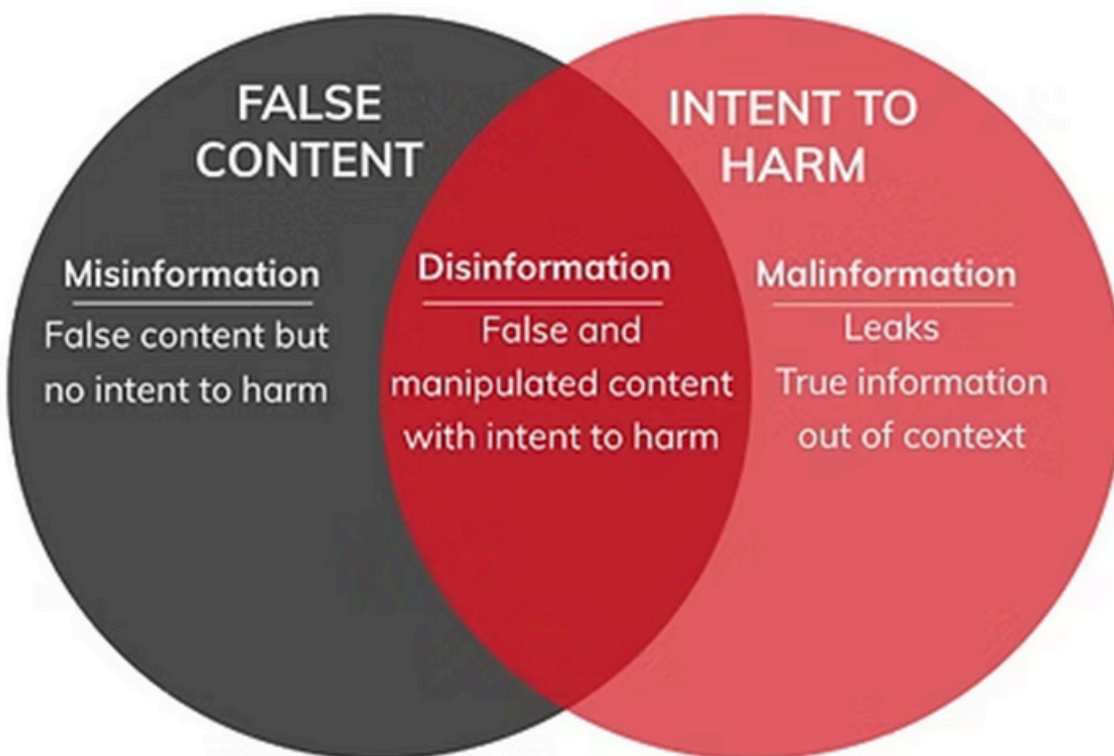 FALSE
CONTENT
Misinformation
False content but
no intent to harm
Disinformation
False and
manipulated content
with intent to harm
INTENT TO
HARM
Malinformation
Leaks
True information
out of context